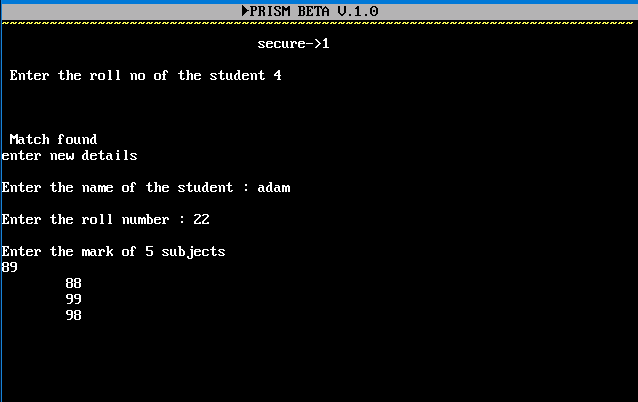 ▶PRISM BETA V.1.0
secure->1
Enter the roll no of the student 4
Match found
enter new details
Enter the name of the student : adam
Enter the roll number : 22
Enter the mark of 5 subjects
89
88
99
98